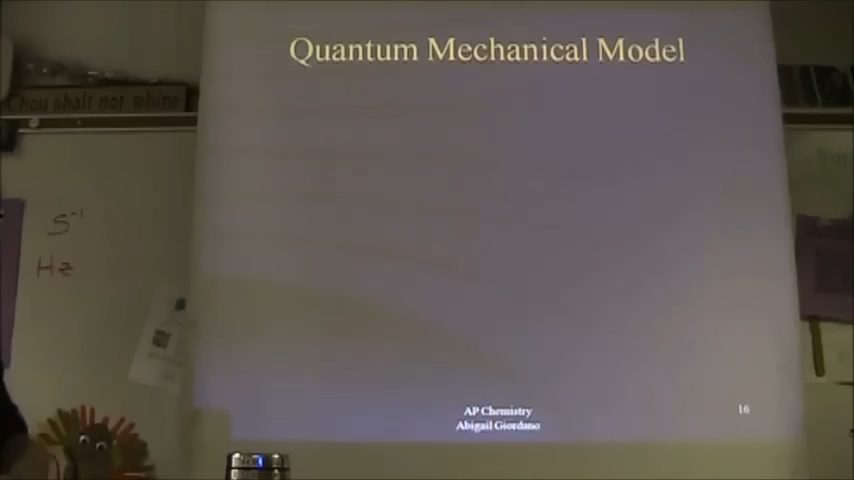 Quantum Mechanical Model
Thou shalt not whine
S⁻¹
Hz
AP Chemistry
Abigail Giordano
16